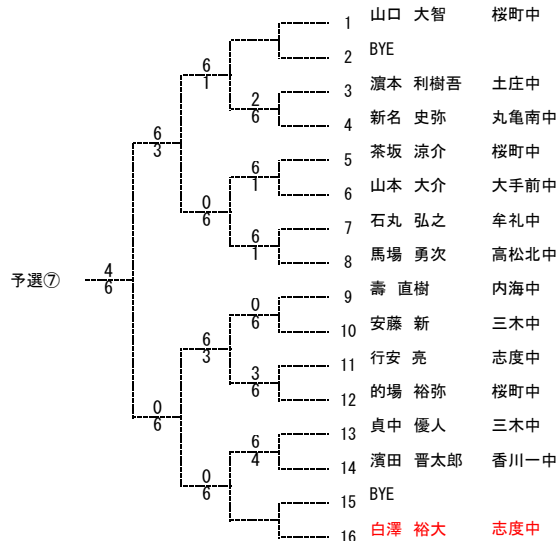 1 山口 大智 桜町中
2 BYE
6
1
3 濵本 利樹吾 土庄中
2
6
4 新名 史弥 丸亀南中
6
3
5 茶坂 涼介 桜町中
6
1
6 山本 大介 大手前中
0
6
7 石丸 弘之 牟礼中
6
1
8 馬場 勇次 高松北中
予選⑦
4
6
9 壽 直樹 内海中
0
6
10 安藤 新 三木中
6
3
11 行安 亮 志度中
3
6
12 的場 裕弥 桜町中
0
6
13 貞中 優人 三木中
6
4
14 濱田 晋太郎 香川一中
0
6
15 BYE
16 白澤 裕大 志度中